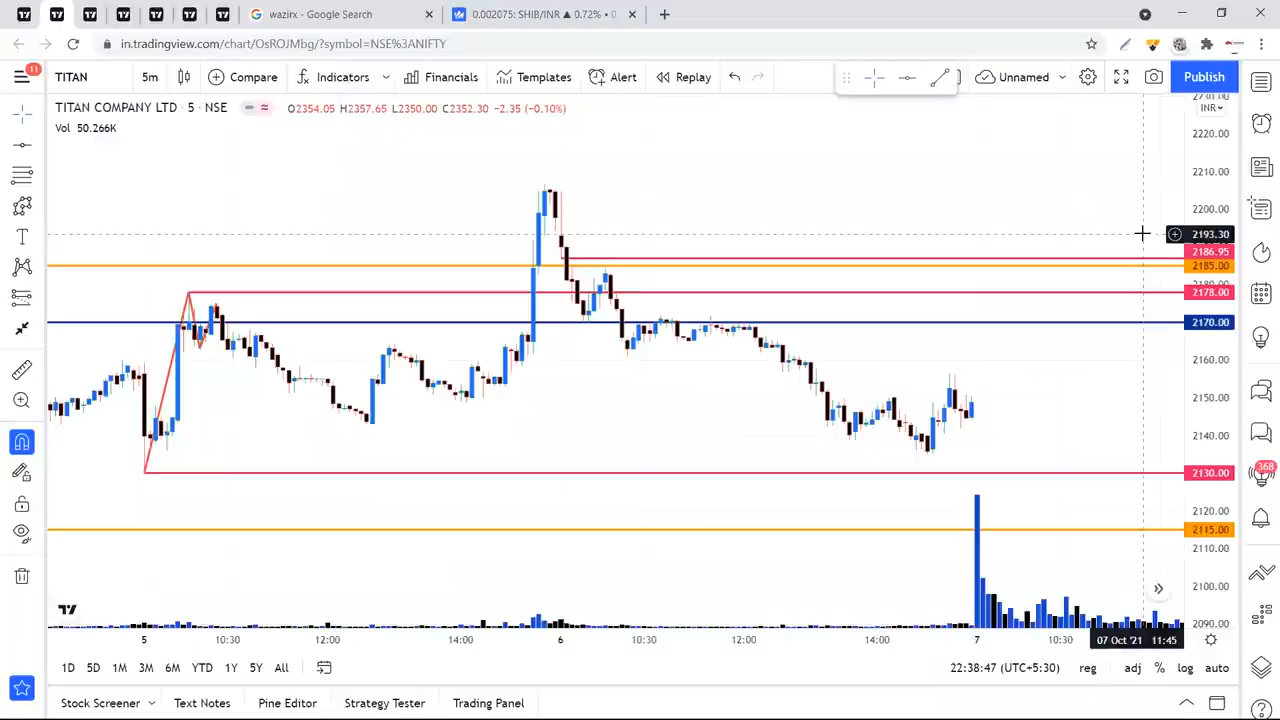 wazirx - Google Search
0.002075: SHIB/INR ▲ 0.72% •
in.tradingview.com/chart/OsROJMbg/?symbol=NSE%3ANIFTY
11
TITAN
5m
Compare
Indicators
Financials
Templates
Alert
Replay
Unnamed
Publish
TITAN COMPANY LTD · 5 · NSE
O2354.05 H2357.65 L2350.00 C2352.30 −2.35 (−0.10%)
Vol 50.266K
2230.00
INR
2220.00
2210.00
2200.00
2193.30
2186.95
2185.00
2180.00
2178.00
2170.00
2160.00
2150.00
2140.00
2130.00
2120.00
2115.00
2110.00
2100.00
2090.00
368
5 10:30 12:00 14:00 6 10:30 12:00 14:00 7 10:30 07 Oct '21 11:45
1D 5D 1M 3M 6M YTD 1Y 5Y All
22:38:47 (UTC+5:30) reg adj % log auto
Stock Screener Text Notes Pine Editor Strategy Tester Trading Panel